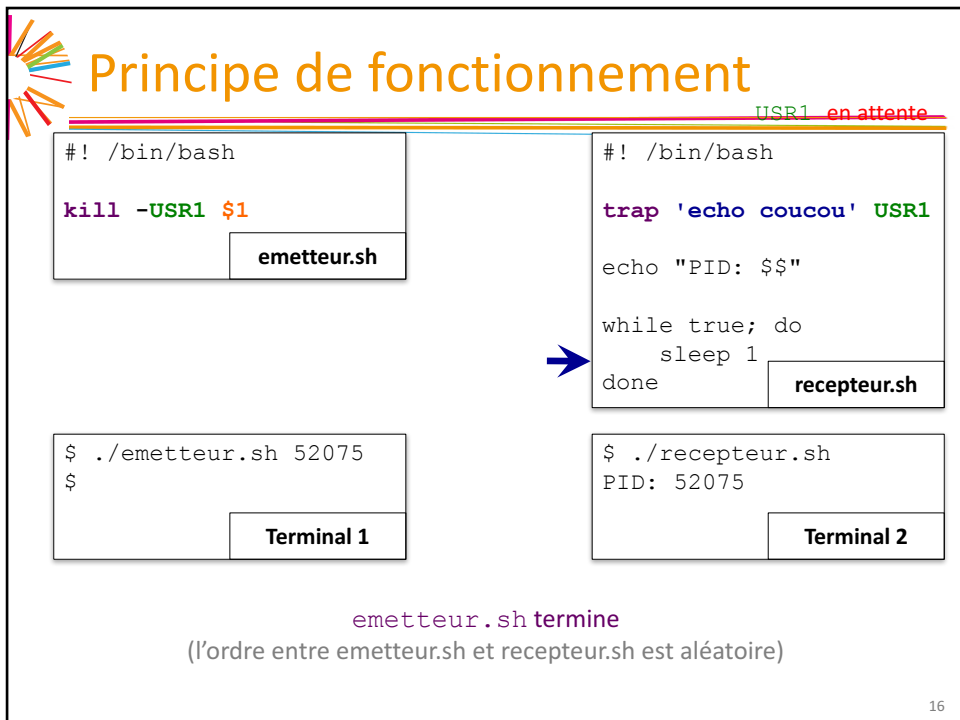 Principe de fonctionnement
USR1 en attente
#! /bin/bash
kill -USR1 $1
emetteur.sh
#! /bin/bash
trap 'echo coucou' USR1
echo "PID: $$"
while true; do
sleep 1
done
recepteur.sh
$ ./emetteur.sh 52075
$
Terminal 1
$ ./recepteur.sh
PID: 52075
Terminal 2
emetteur.sh termine
(l’ordre entre emetteur.sh et recepteur.sh est aléatoire)
16